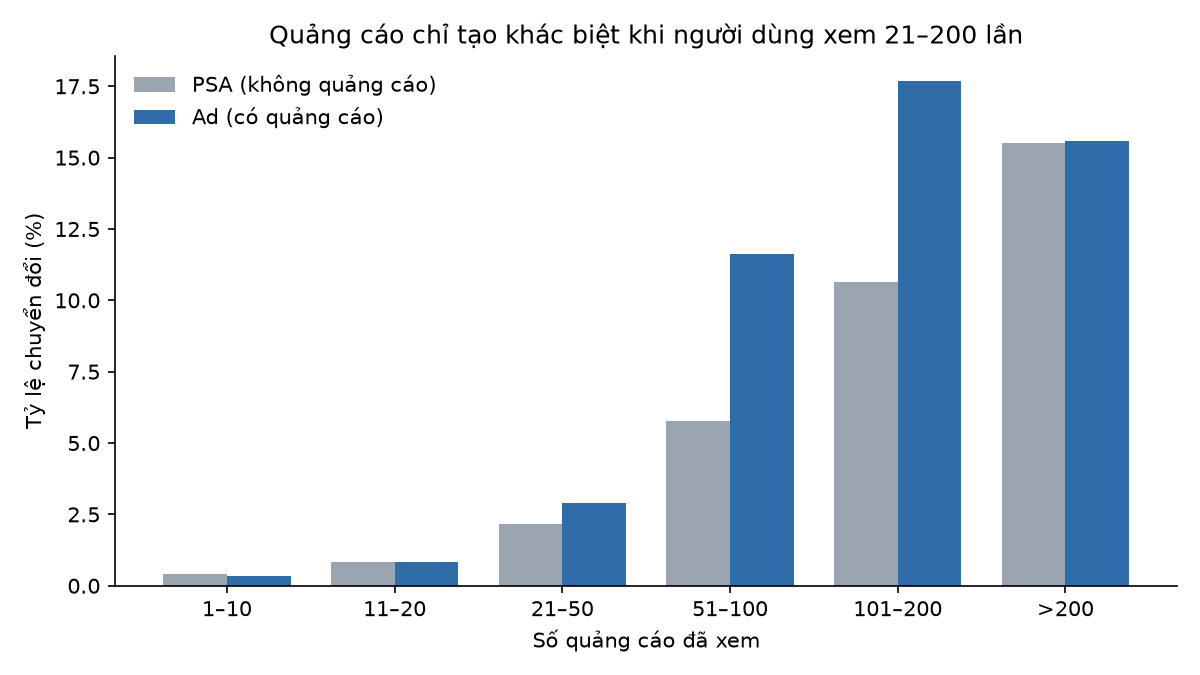 Quảng cáo chỉ tạo khác biệt khi người dùng xem 21–200 lần
PSA (không quảng cáo)
Ad (có quảng cáo)
Tỷ lệ chuyển đổi (%)
17.5
15.0
12.5
10.0
7.5
5.0
2.5
0.0
1–10 11–20 21–50 51–100 101–200 >200
Số quảng cáo đã xem